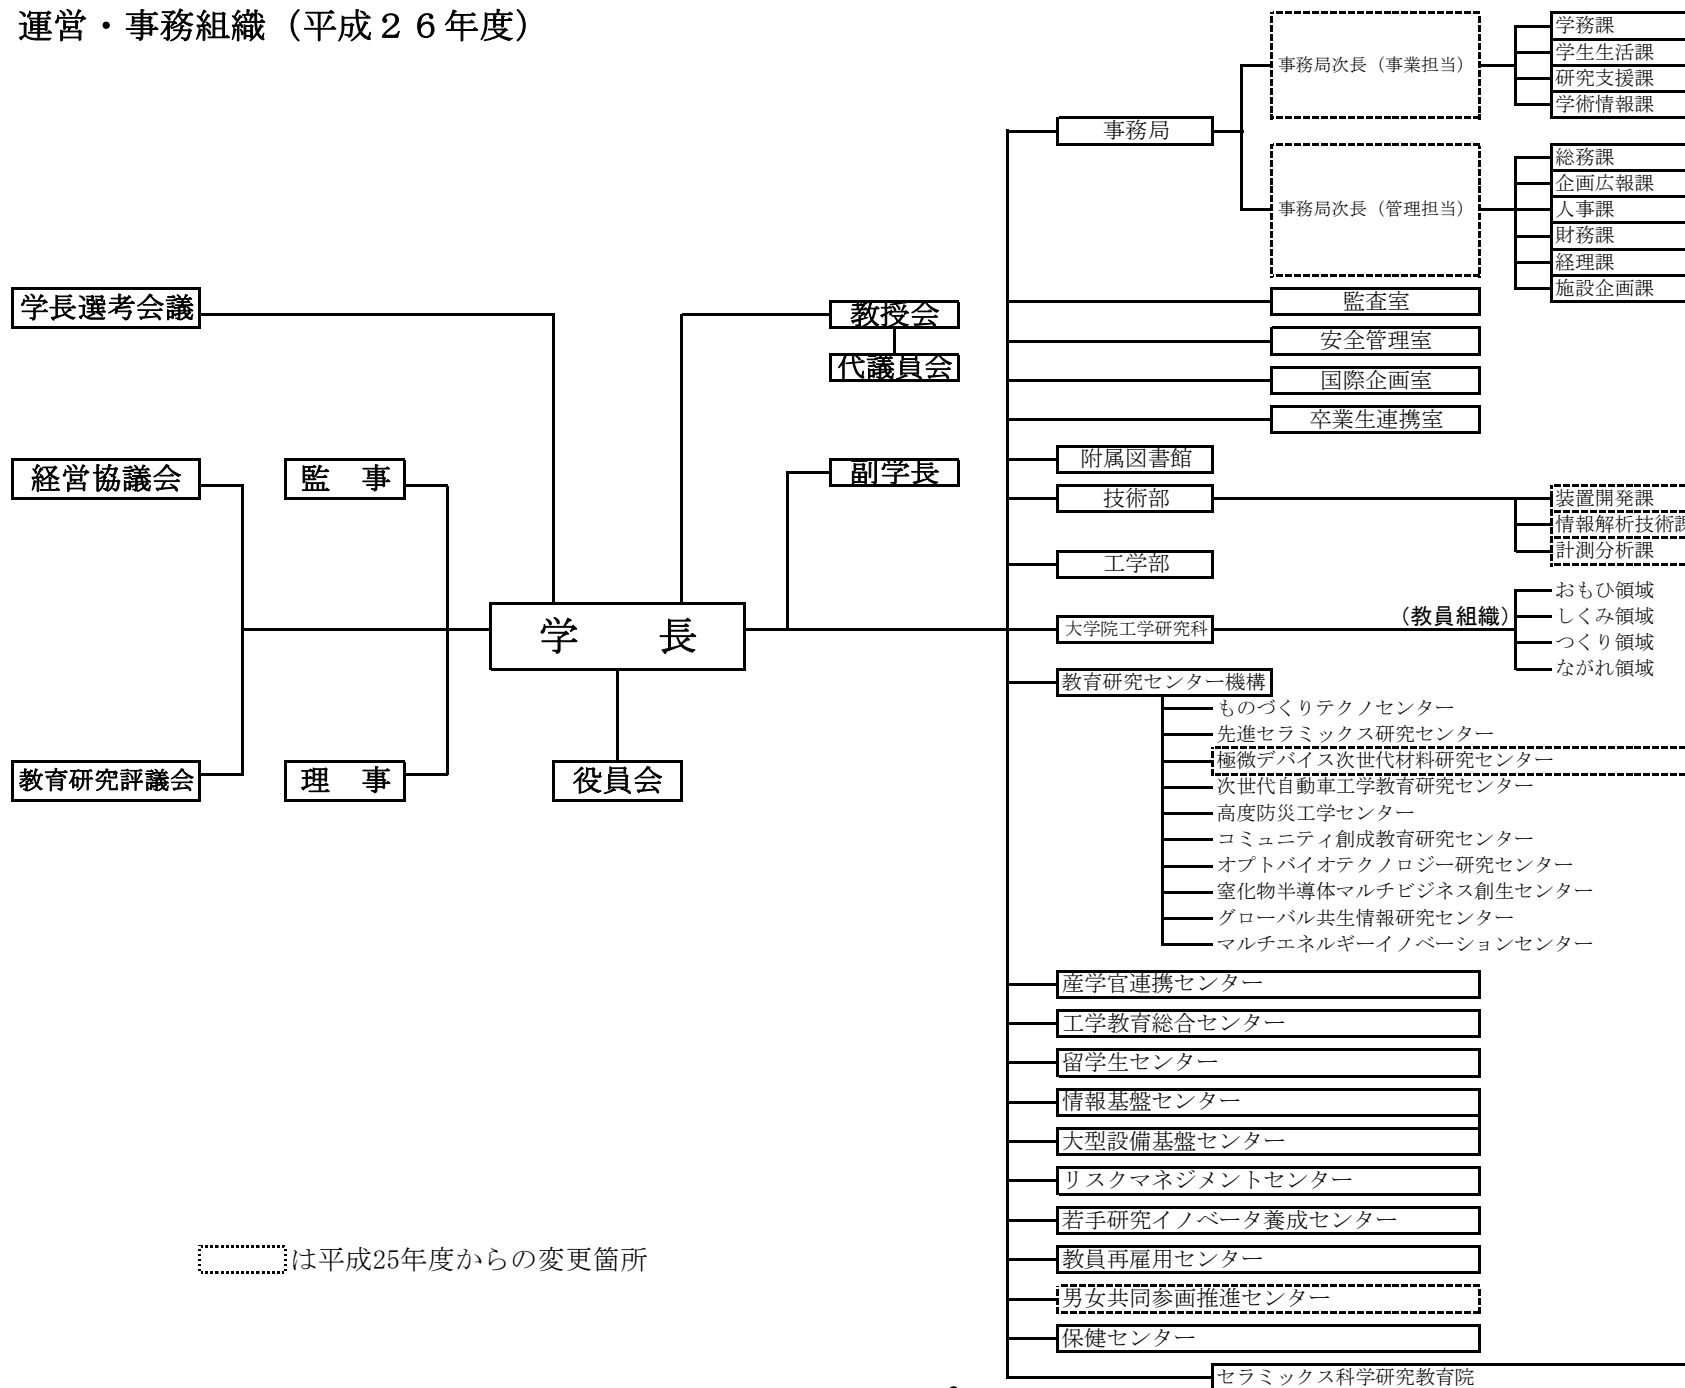 運営・事務組織（平成２６年度）
学長選考会議
経営協議会
監　事
教育研究評議会
理　事
学　　長
役員会
教授会
代議員会
副学長
事務局
事務局次長（事業担当）
学務課
学生生活課
研究支援課
学術情報課
事務局次長（管理担当）
総務課
企画広報課
人事課
財務課
経理課
施設企画課
監査室
安全管理室
国際企画室
卒業生連携室
附属図書館
技術部
装置開発課
情報解析技術課
計測分析課
工学部
大学院工学研究科
（教員組織）
おもひ領域
しくみ領域
つくり領域
ながれ領域
教育研究センター機構
ものづくりテクノセンター
先進セラミックス研究センター
極微デバイス次世代材料研究センター
次世代自動車工学教育研究センター
高度防災工学センター
コミュニティ創成教育研究センター
オプトバイオテクノロジー研究センター
窒化物半導体マルチビジネス創生センター
グローバル共生情報研究センター
マルチエネルギーイノベーションセンター
産学官連携センター
工学教育総合センター
留学生センター
情報基盤センター
大型設備基盤センター
リスクマネジメントセンター
若手研究イノベータ養成センター
教員再雇用センター
男女共同参画推進センター
保健センター
セラミックス科学研究教育院
は平成25年度からの変更箇所